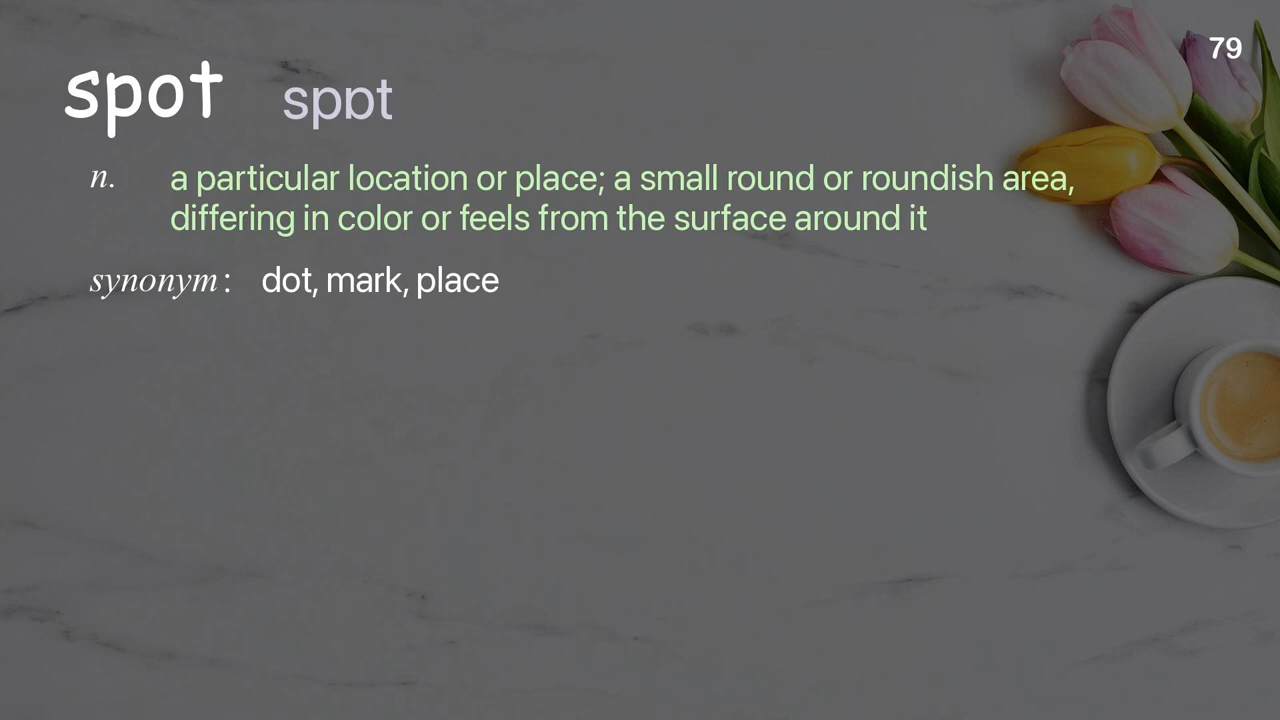 79
spot spɒt
n. a particular location or place; a small round or roundish area,
differing in color or feels from the surface around it
synonym: dot, mark, place